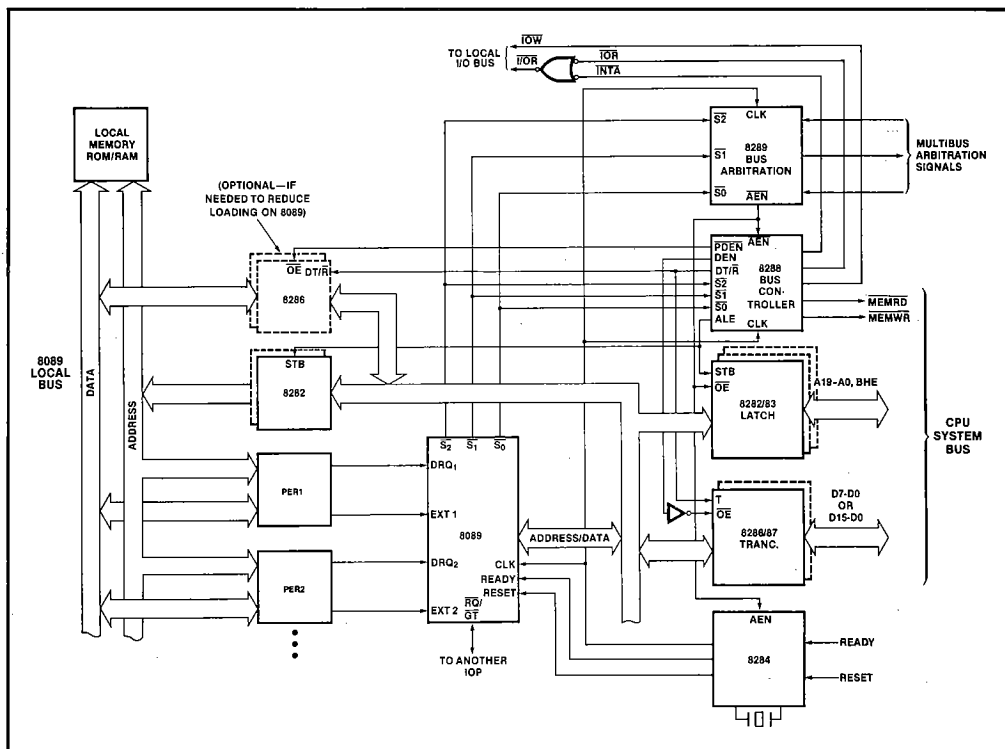 TO LOCAL
I/O BUS
IOW
I/OR
IOR
INTA
LOCAL
MEMORY
ROM/RAM
(OPTIONAL—IF
NEEDED TO REDUCE
LOADING ON 8089)
S2
S1
S0
CLK
8289
BUS
ARBITRATION
AEN
MULTIBUS
ARBITRATION
SIGNALS
OE
DT/R
8286
PDEN
DEN
DT/R
S2
S1
S0
ALE
AEN
8288
BUS
CON-
TROLLER
CLK
MEMRD
MEMWR
8089
LOCAL
BUS
DATA
ADDRESS
STB
8282
STB
OE
8282/83
LATCH
A19-A0, BHE
CPU
SYSTEM
BUS
PER1
PER2
S2
S1
S0
DRQ1
EXT 1
8089
DRQ2
EXT 2
RQ/
GT
CLK
READY
RESET
ADDRESS/DATA
TO ANOTHER
IOP
T
OE
8286/87
TRANC.
D7-D0
OR
D15-D0
AEN
8284
READY
RESET